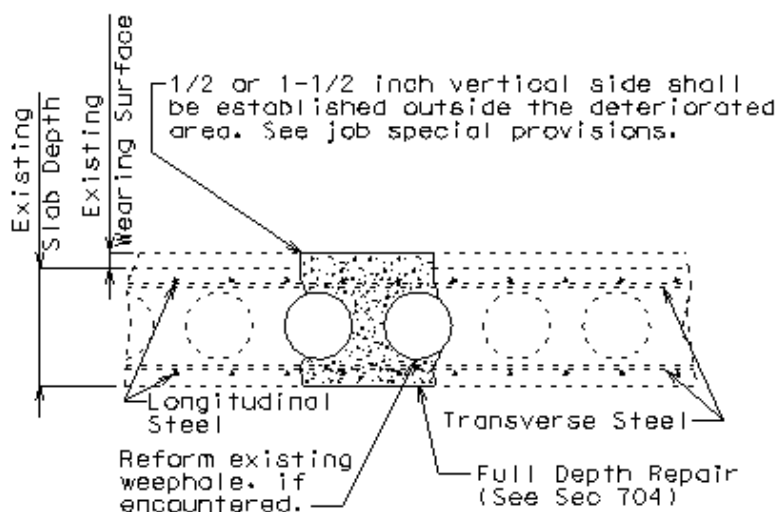 Existing
Slab Depth
Existing
Wearing Surface
1/2 or 1-1/2 inch vertical side shall
be established outside the deteriorated
area. See job special provisions.
Longitudinal
Steel
Transverse Steel
Reform existing
weephale. if
encountered.
Full Depth Repair
(See Sec 704)